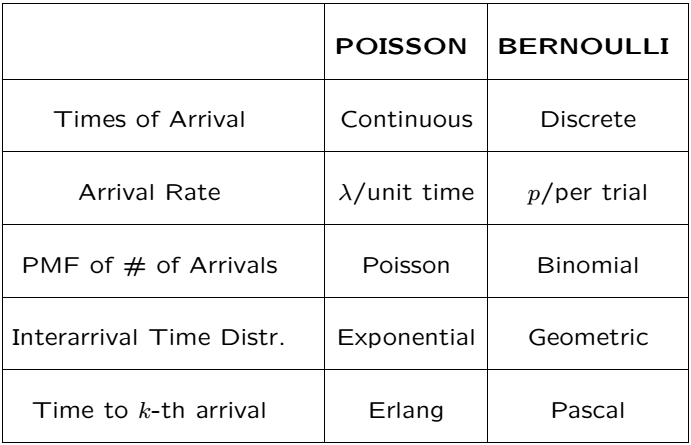 POISSON BERNOULLI
Times of Arrival Continuous Discrete
Arrival Rate λ/unit time p/per trial
PMF of # of Arrivals Poisson Binomial
Interarrival Time Distr. Exponential Geometric
Time to k-th arrival Erlang Pascal